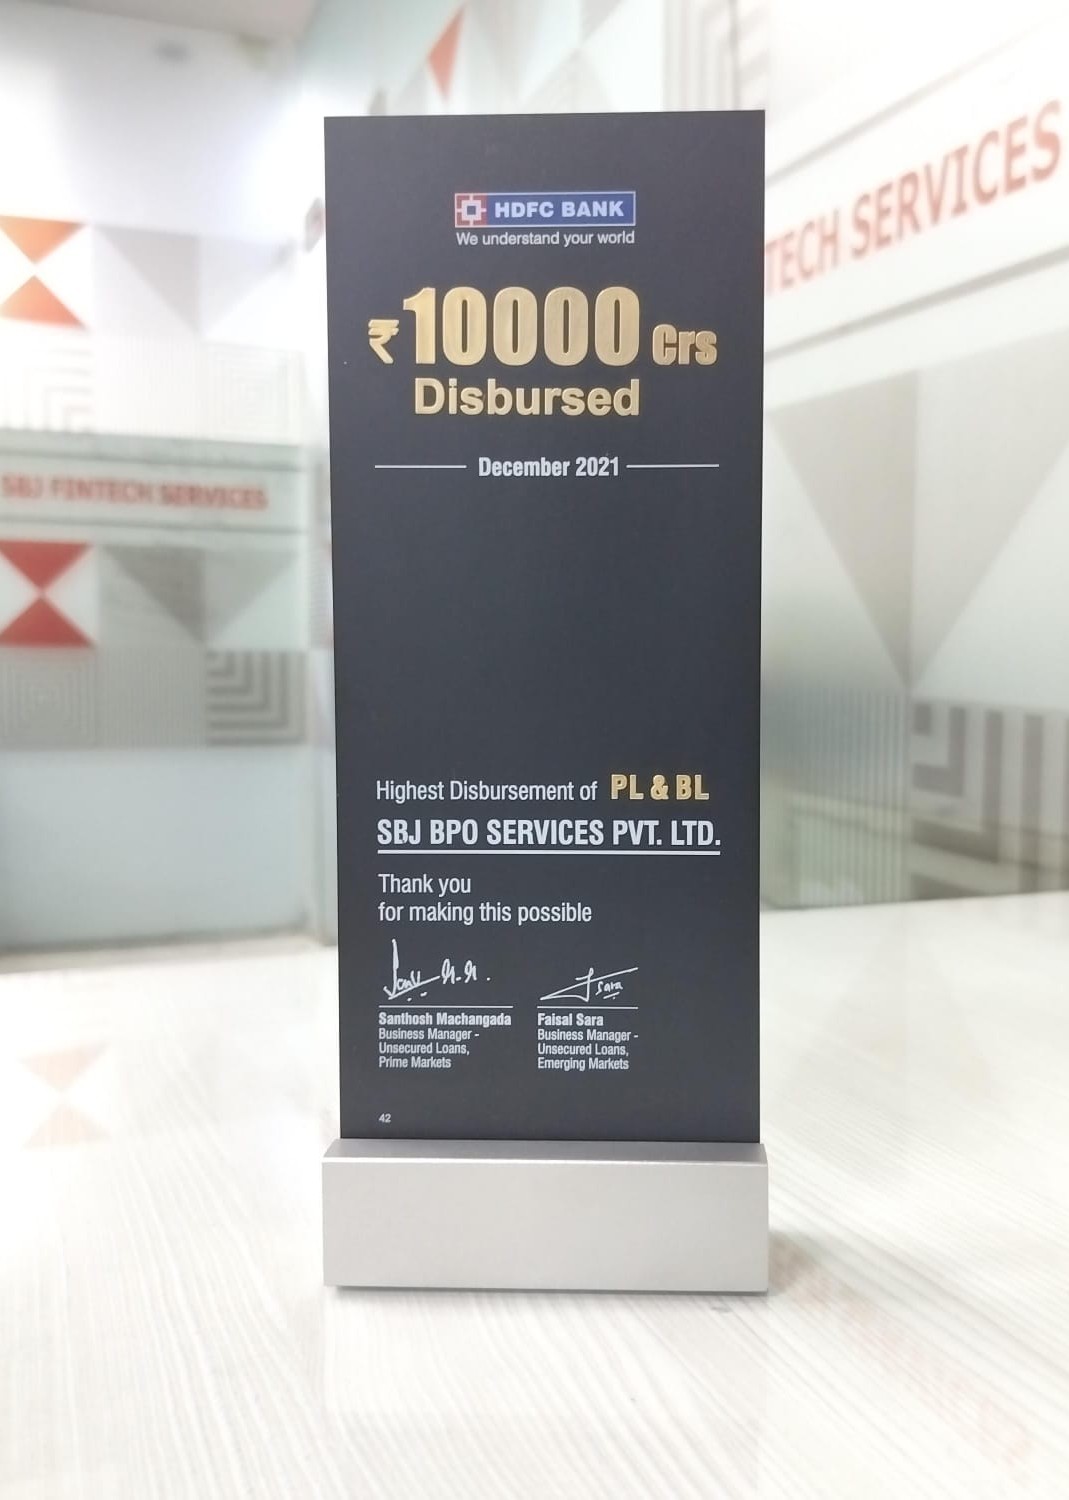 HDFC BANK
We understand your world
₹10000 Crs
Disbursed
December 2021
Highest Disbursement of PL & BL
SBJ BPO SERVICES PVT. LTD.
Thank you
for making this possible
Santhosh Machangada
Business Manager -
Unsecured Loans,
Prime Markets
Sara
Faisal Sara
Business Manager -
Unsecured Loans,
Emerging Markets
42
SBJ FINTECH SERVICES
TECH SERVICES